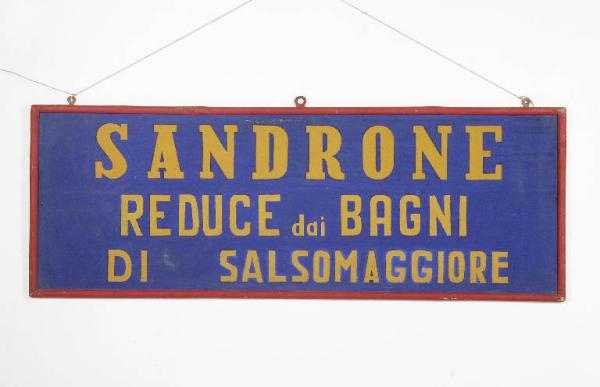 SANDRONE
REDUCE dai BAGNI
DI SALSOMAGGIORE